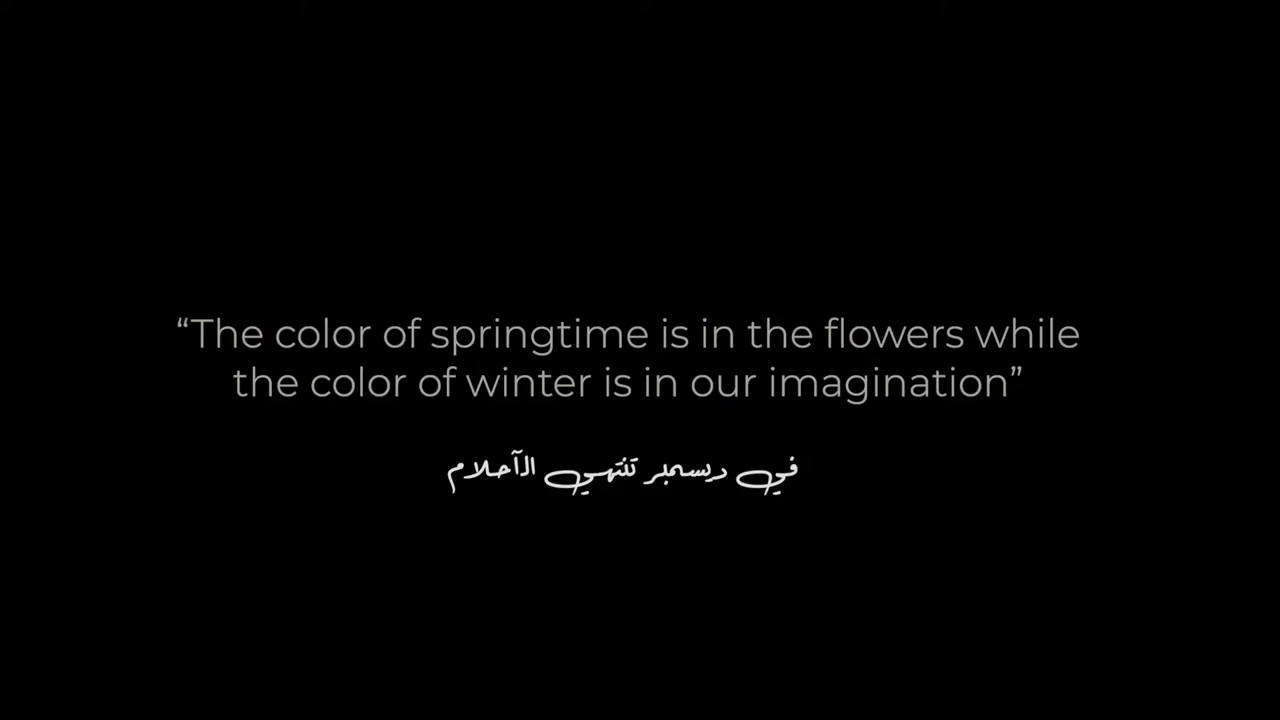 “The color of springtime is in the flowers while
the color of winter is in our imagination”
في ديسمبر تنتهي الآحلام